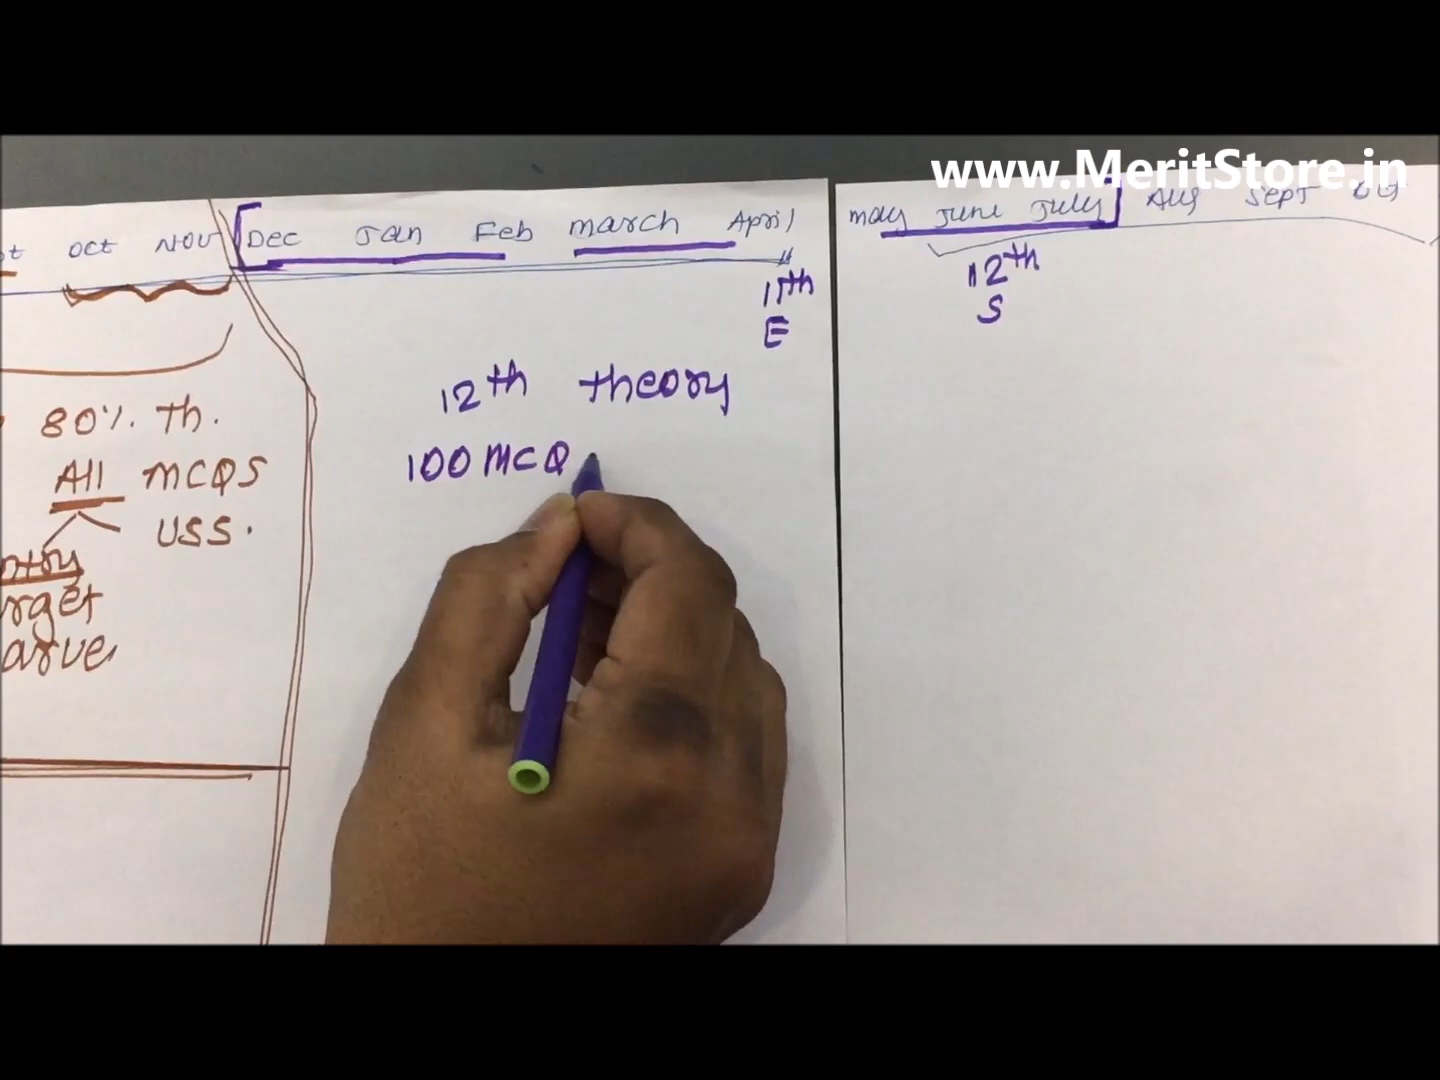 www.MeritStore.in
oct NOV Dec Jan Feb march April may June July Aug Sept
11th
E
12th
S
12th theory
100 MCQ
80% Th.
All MCQS
USS.